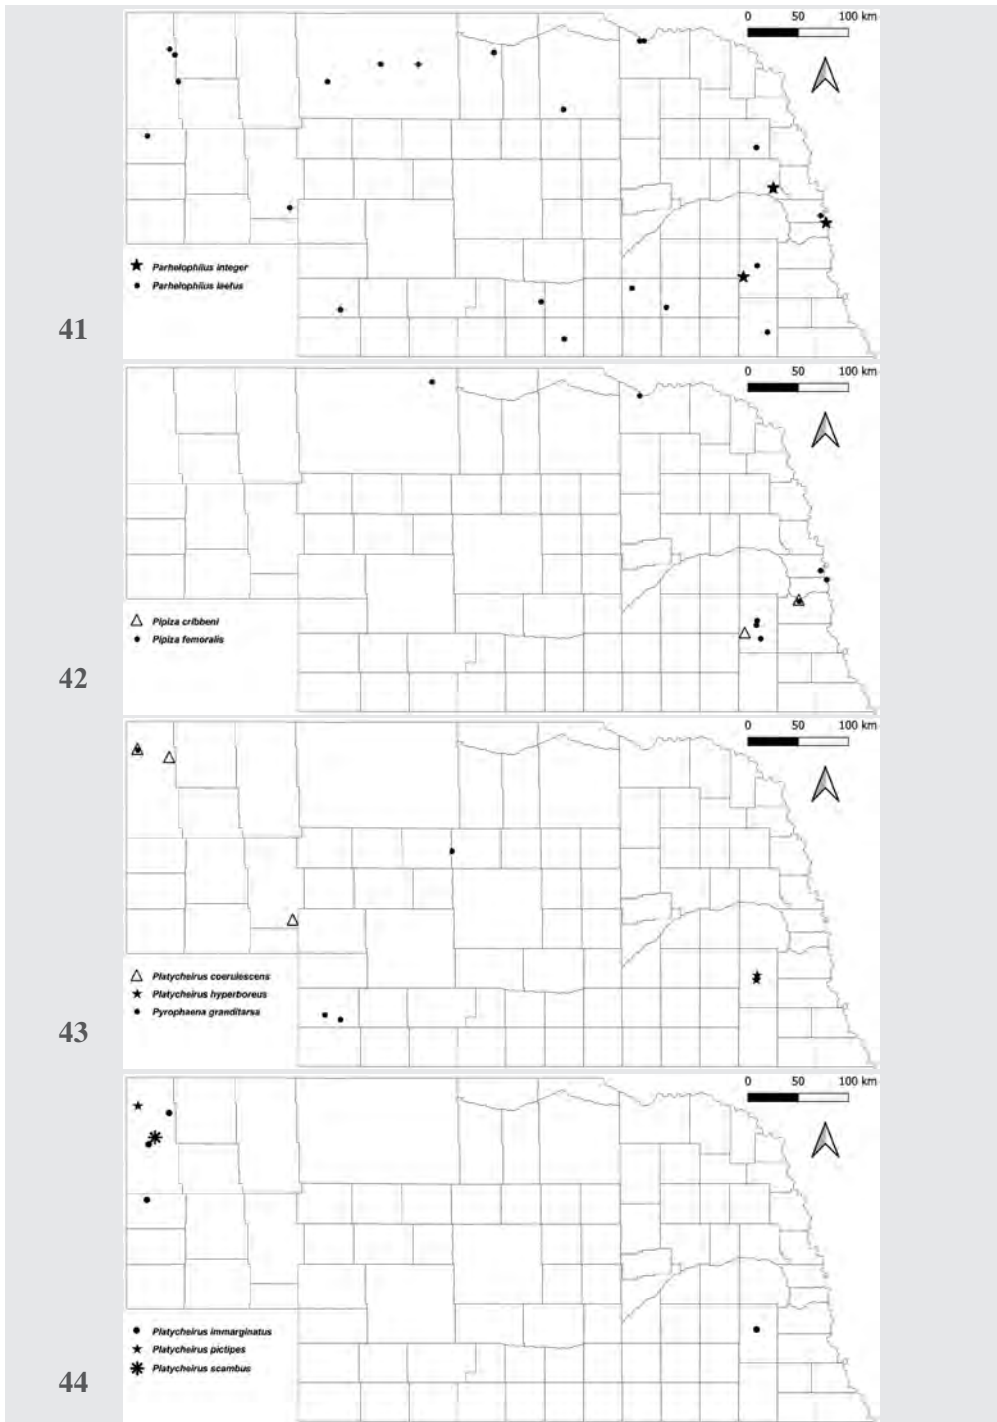 0 50 100 km
Parhelophilus integer
Parhelophilus laetus
41
0 50 100 km
Pipiza cribbeni
Pipiza femoralis
42
0 50 100 km
Platycheirus coerulescens
Platycheirus hyperboreus
Pyrophaena granditarsa
43
0 50 100 km
Platycheirus immarginatus
Platycheirus pictipes
Platycheirus scambus
44